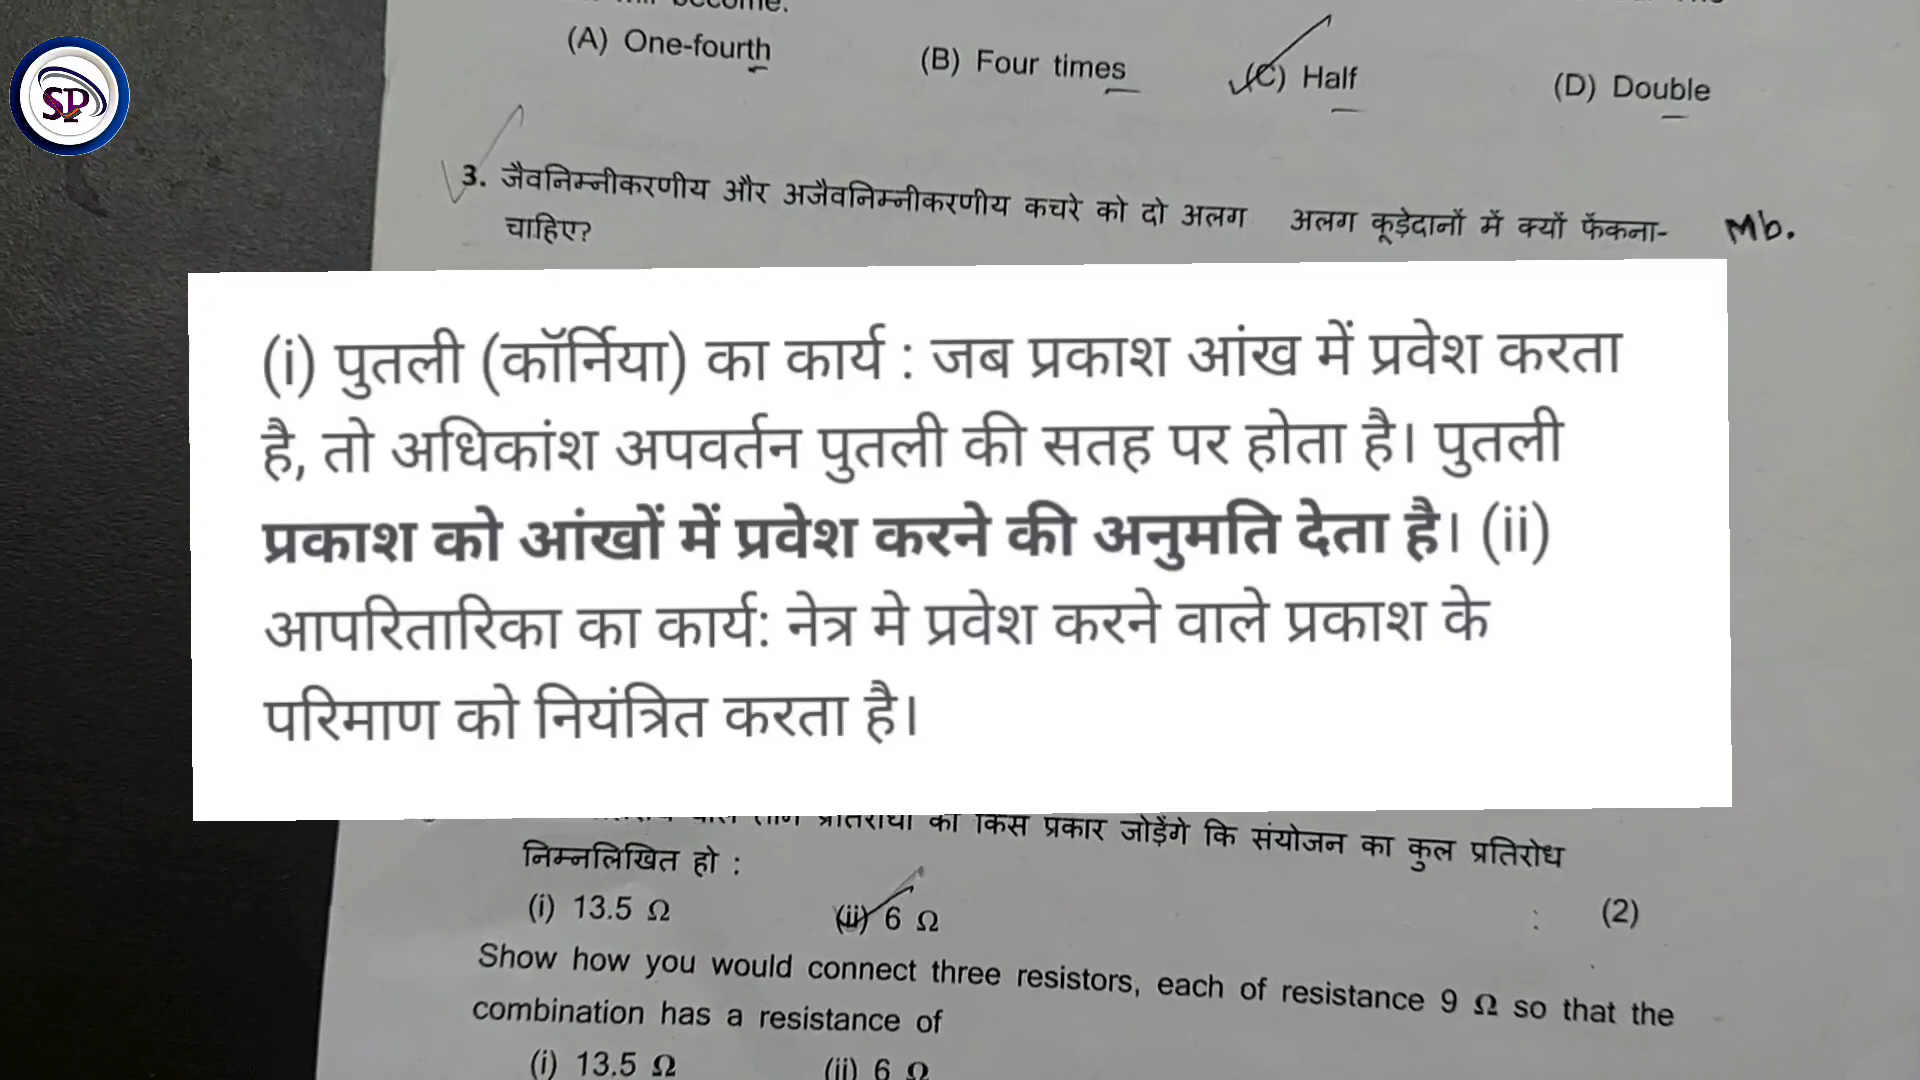 become.
(A) One-fourth (B) Four times (C) Half (D) Double
3. जैवनिम्नीकरणीय और अजैवनिम्नीकरणीय कचरे को दो अलग अलग कूड़ेदानों में क्यों फेंकना- Mb.
चाहिए?
SP
(i) पुतली (कॉर्निया) का कार्य : जब प्रकाश आंख में प्रवेश करता
है, तो अधिकांश अपवर्तन पुतली की सतह पर होता है। पुतली
प्रकाश को आंखों में प्रवेश करने की अनुमति देता है। (ii)
आपरितारिका का कार्य: नेत्र मे प्रवेश करने वाले प्रकाश के
परिमाण को नियंत्रित करता है।
प्रतिरोधों को किस प्रकार जोड़ेंगे कि संयोजन का कुल प्रतिरोध
निम्नलिखित हो :
(i) 13.5 Ω (ii) 6 Ω : (2)
Show how you would connect three resistors, each of resistance 9 Ω so that the
combination has a resistance of
(i) 13.5 Ω (ii) 6 Ω